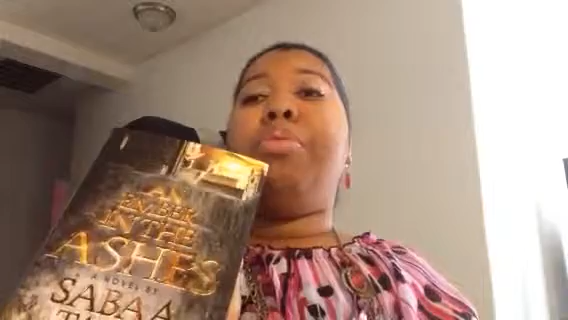 AN
EMBER
IN THE
ASHES
A NOVEL BY
SABAA